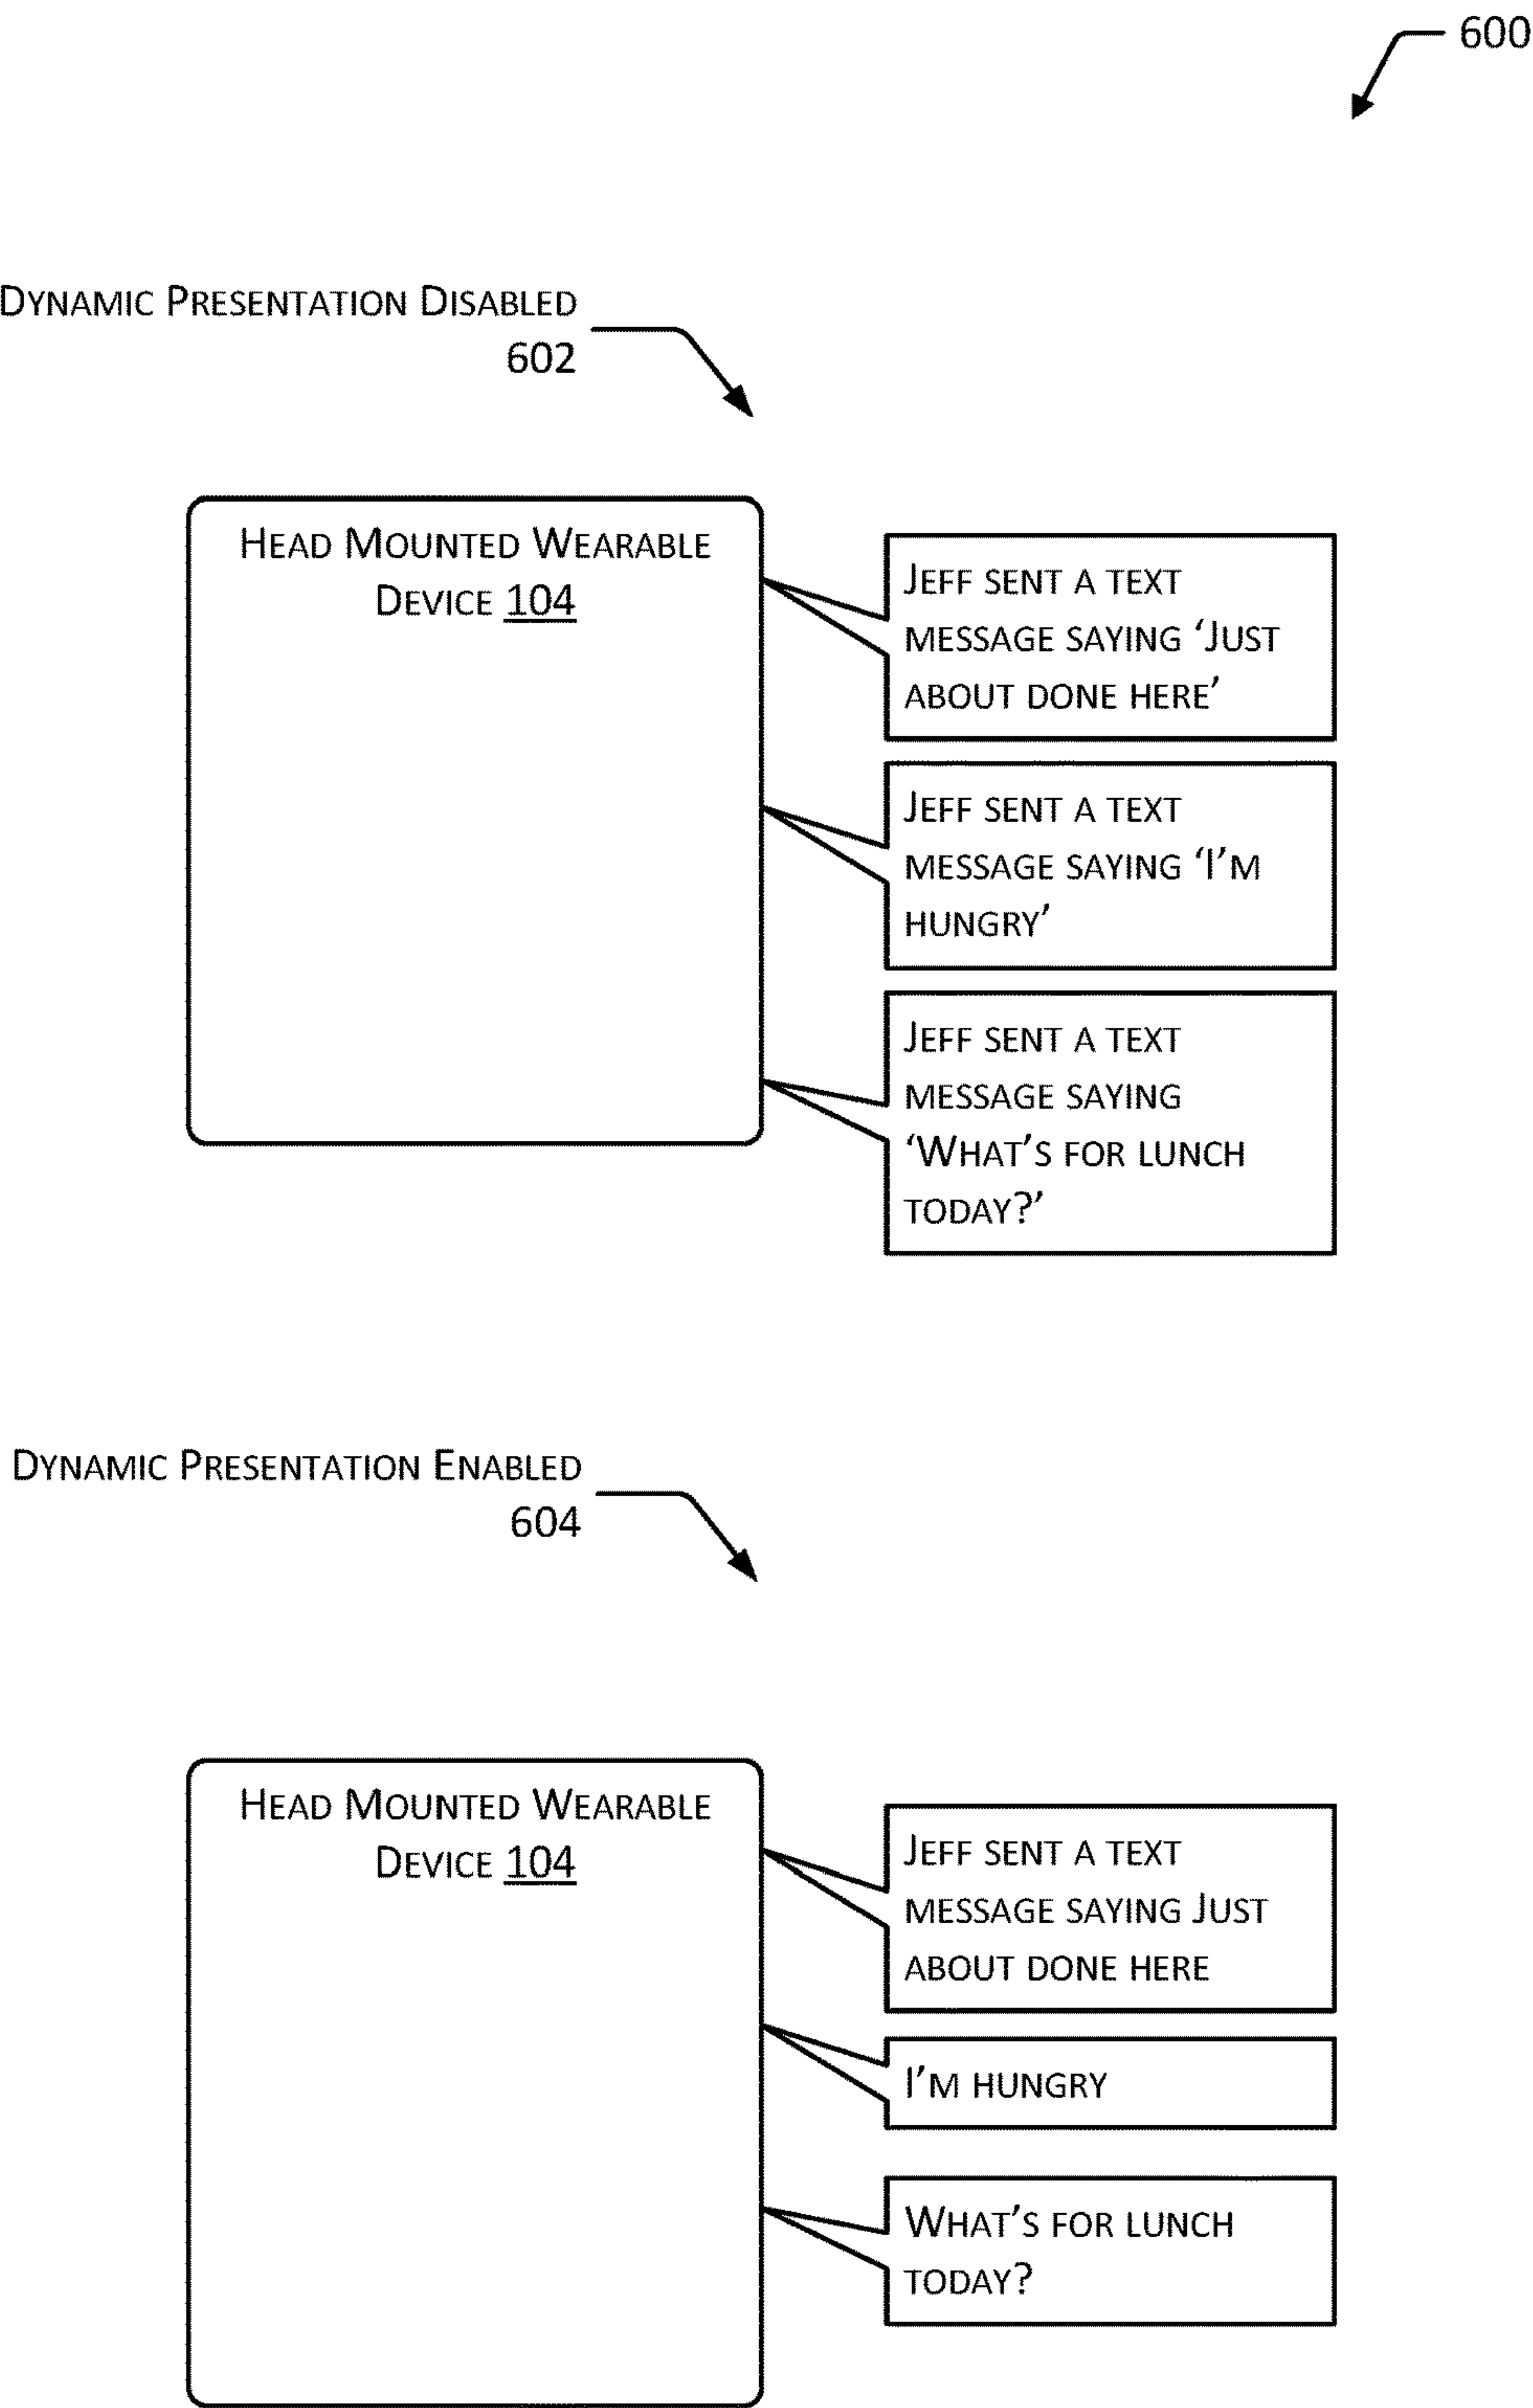 600
Dynamic Presentation Disabled
602
Head Mounted Wearable
Device 104
Jeff sent a text
message saying ‘Just
about done here’
Jeff sent a text
message saying ‘I’m
hungry’
Jeff sent a text
message saying
‘What’s for lunch
today?’
Dynamic Presentation Enabled
604
Head Mounted Wearable
Device 104
Jeff sent a text
message saying Just
about done here
I’m hungry
What’s for lunch
today?